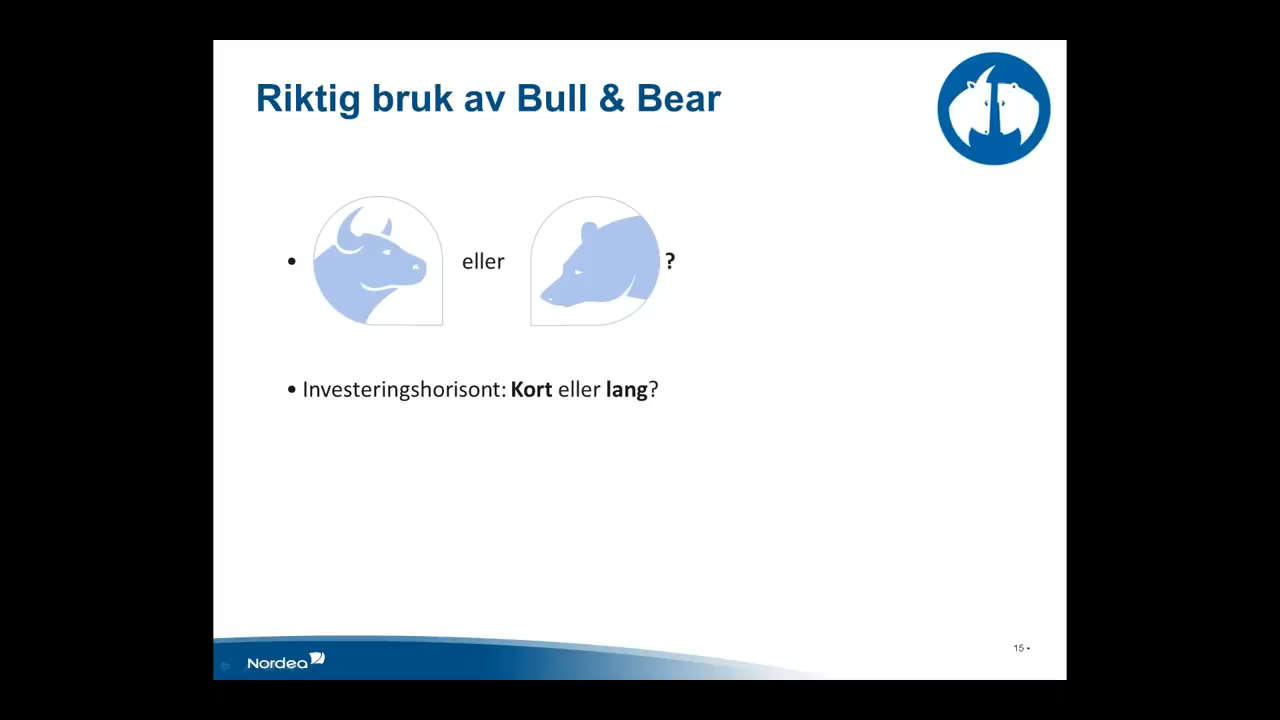 Riktig bruk av Bull & Bear
• eller ?
• Investeringshorisont: Kort eller lang?
15 •
Nordea